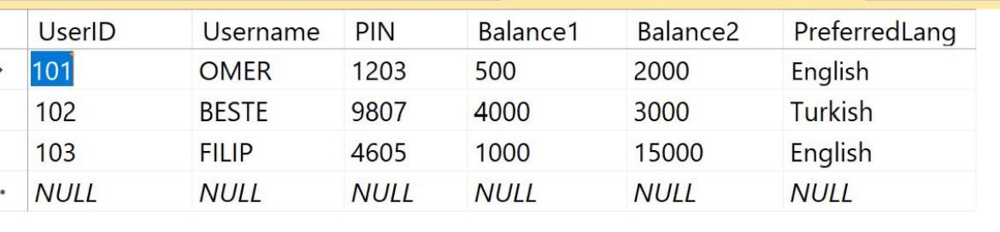 UserID Username PIN Balance1 Balance2 PreferredLang
101 OMER 1203 500 2000 English
102 BESTE 9807 4000 3000 Turkish
103 FILIP 4605 1000 15000 English
NULL NULL NULL NULL NULL NULL